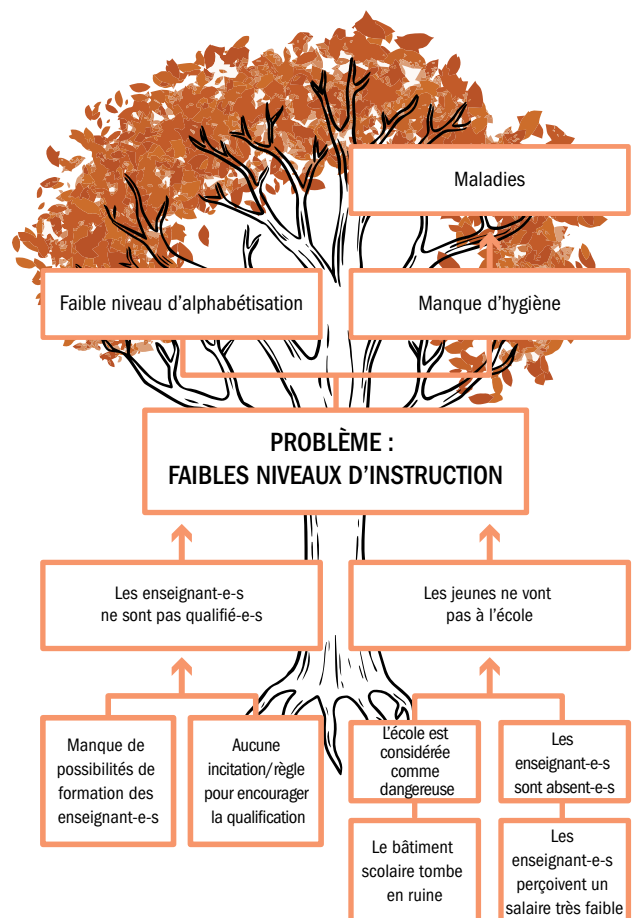 Maladies
Faible niveau d'alphabétisation
Manque d'hygiène
PROBLÈME :
FAIBLES NIVEAUX D'INSTRUCTION
Les enseignant-e-s
ne sont pas qualifié-e-s
Les jeunes ne vont
pas à l'école
Manque de
possibilités de
formation des
enseignant-e-s
Aucune
incitation/règle
pour encourager
la qualification
L'école est
considérée
comme
dangereuse
Les
enseignant-e-s
sont absent-e-s
Le bâtiment
scolaire tombe
en ruine
Les
enseignant-e-s
perçoivent un
salaire très faible